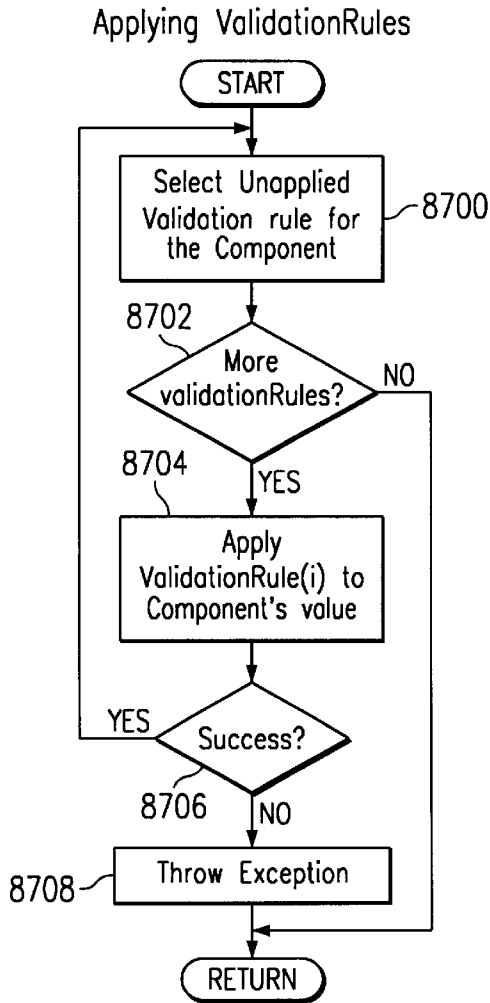 Applying ValidationRules
START
Select Unapplied
Validation rule for
the Component
8700
8702
More
validationRules?
NO
YES
8704
Apply
ValidationRule(i) to
Component's value
YES
Success?
8706
NO
Throw Exception
8708
RETURN